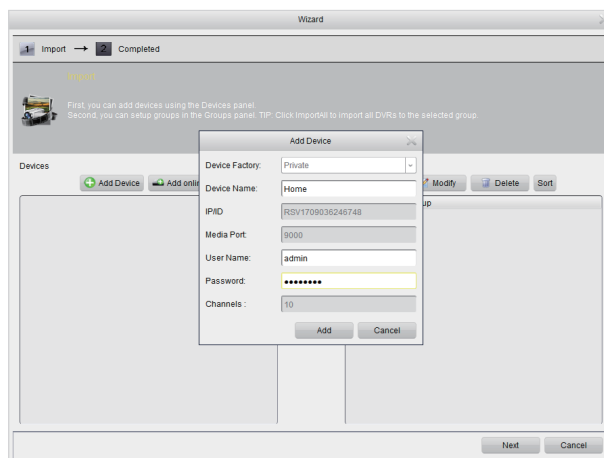 Wizard
1 Import → 2 Completed
Import
First, you can add devices using the Devices panel.
Second, you can setup groups in the Groups panel. TIP: Click ImportAll to import all DVRs to the selected group.
Devices
Add Device
Modify
Delete
Sort
Add Device
Device Factory: Private
Device Name: Home
IP/ID RSV1709036246748
Media Port: 9000
User Name: admin
Password: ●●●●●●●●
Channels : 10
Add Cancel
Next Cancel